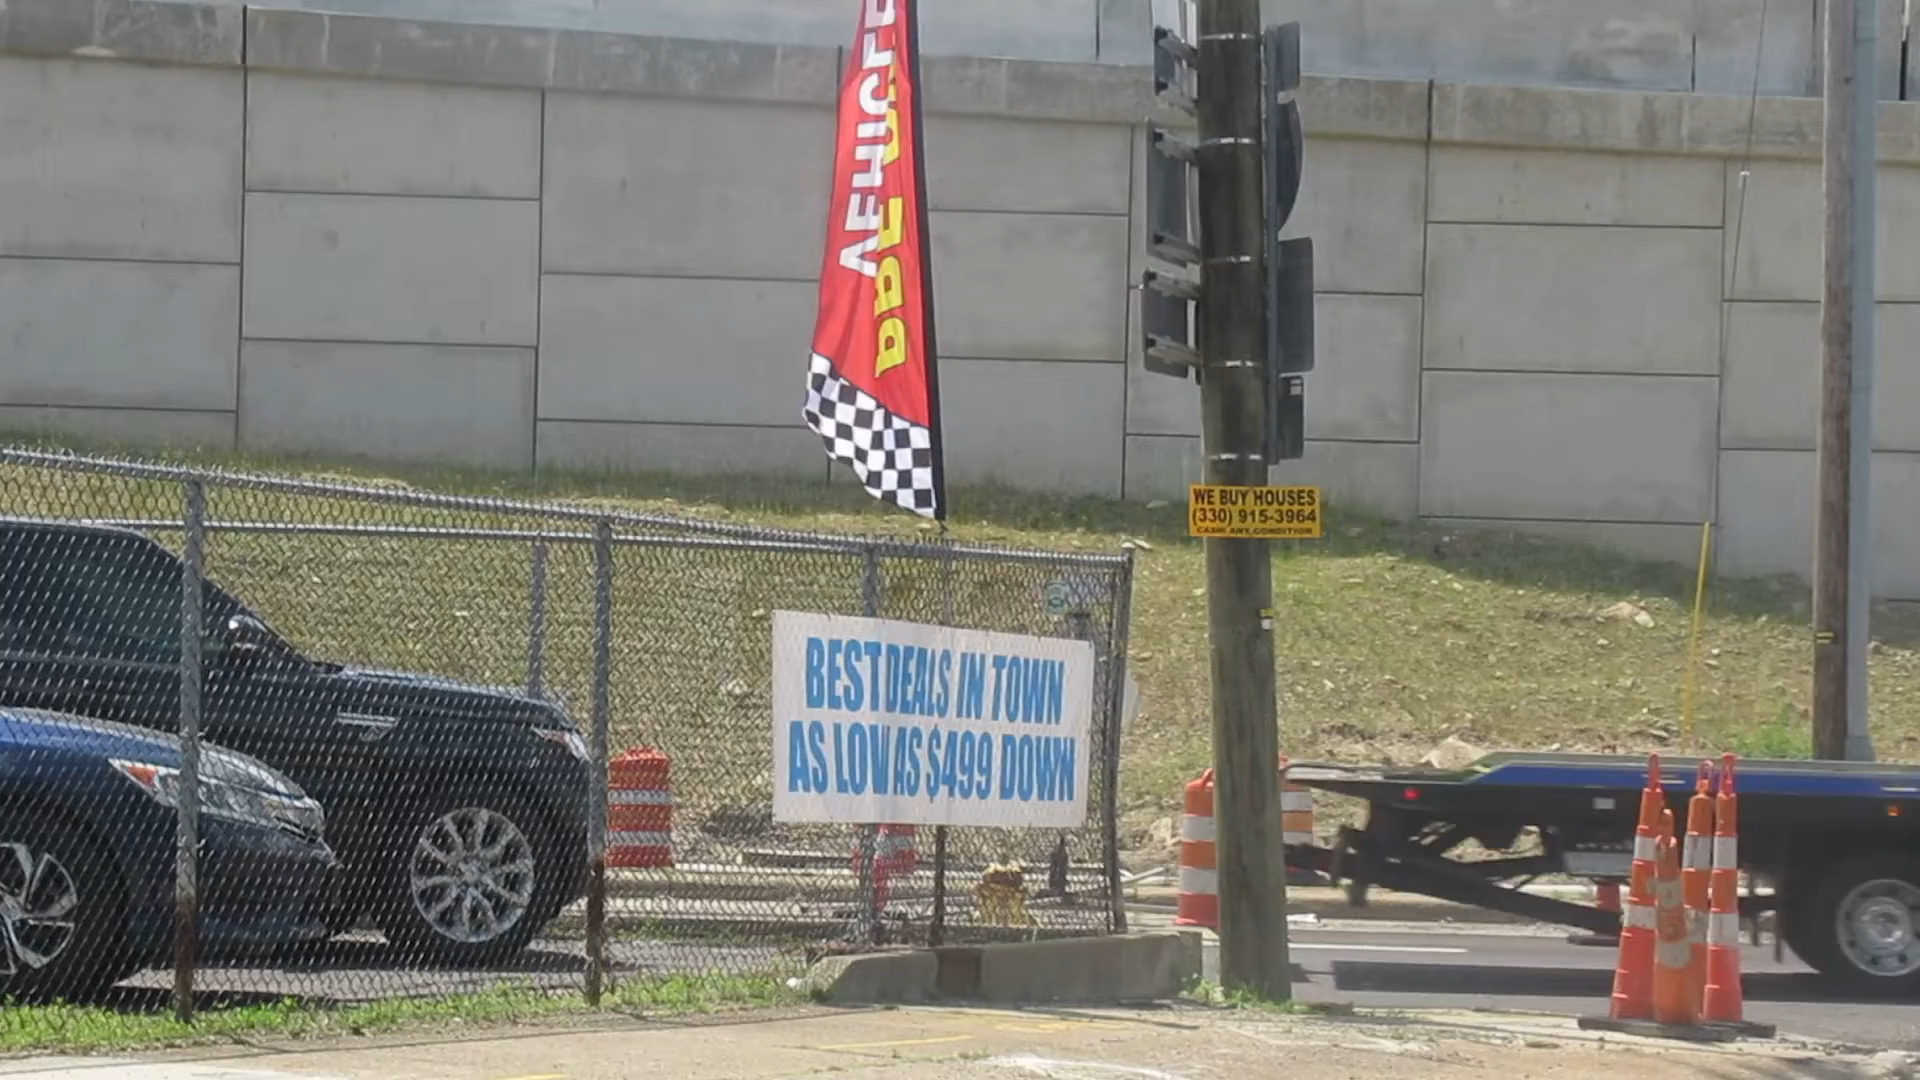 BEST DEALS IN TOWN
AS LOW AS $499 DOWN
WE BUY HOUSES
(330) 915-3964
CASH! ANY CONDITION